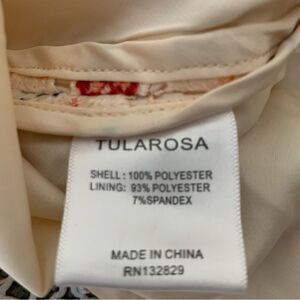 TULAROSA
SHELL: 100% POLYESTER
LINING: 93% POLYESTER
7%SPANDEX
MADE IN CHINA
RN132829